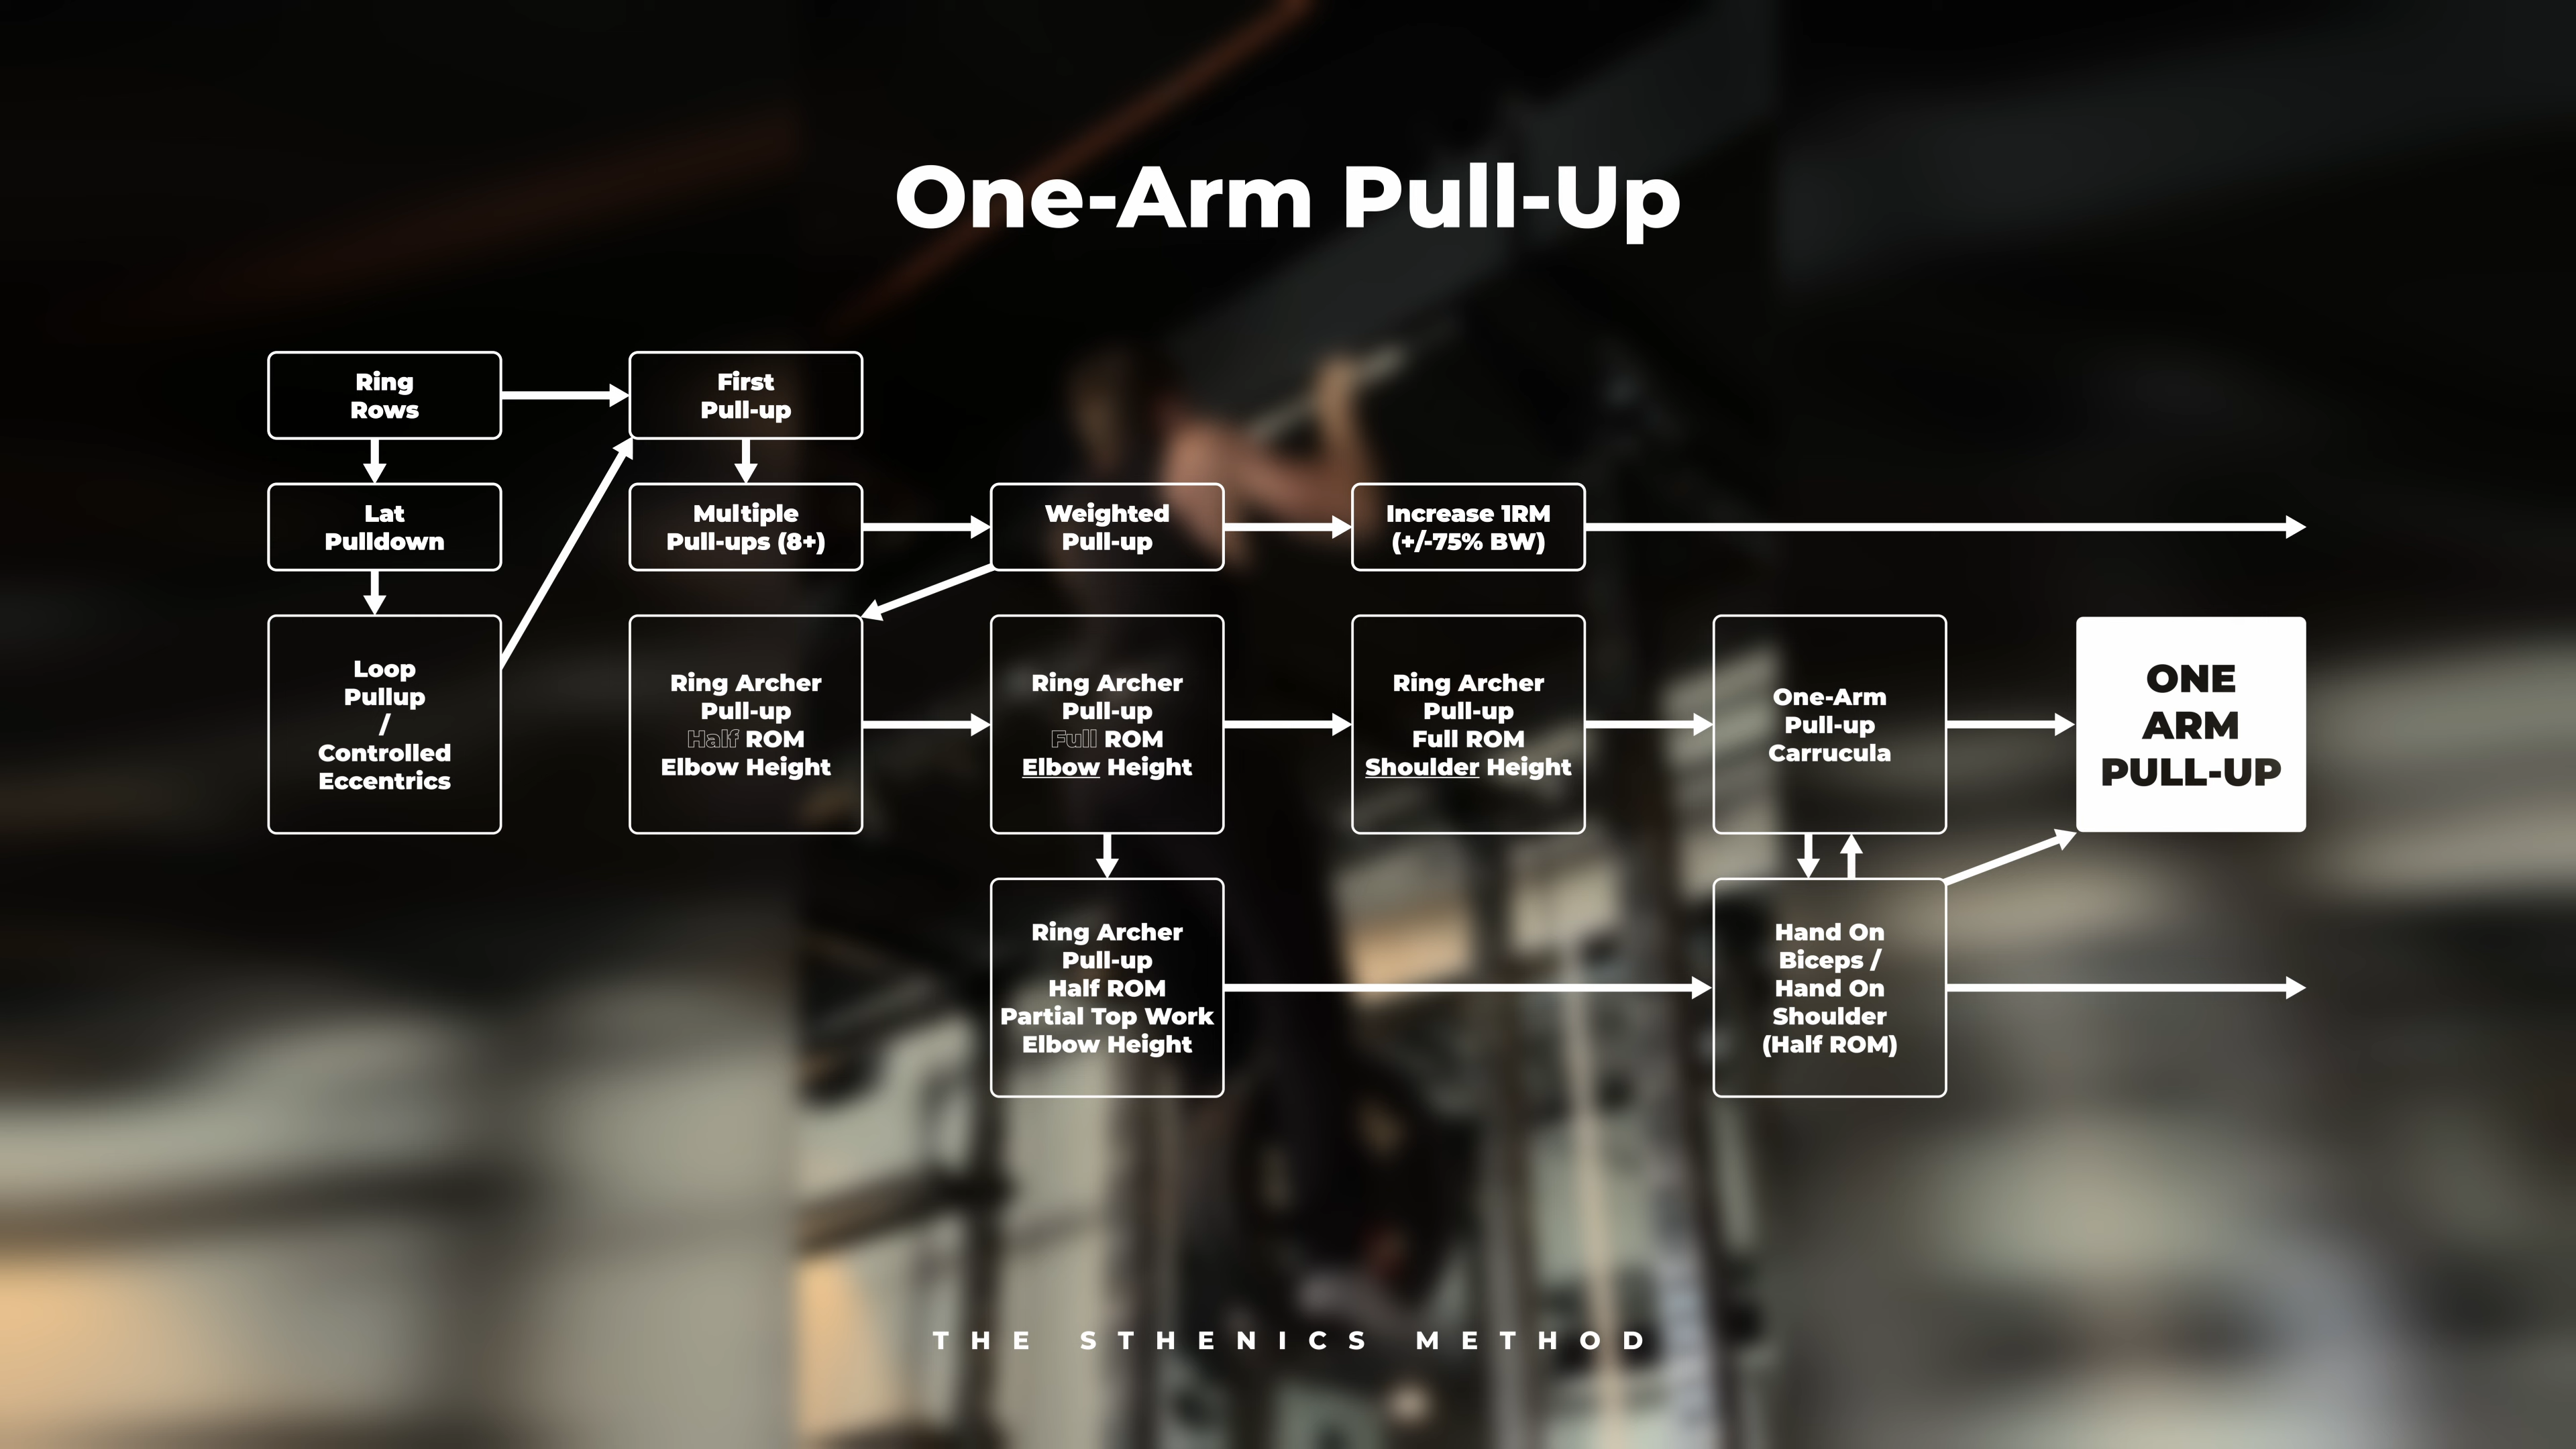 One-Arm Pull-Up
Ring
Rows
First
Pull-up
Lat
Pulldown
Multiple
Pull-ups (8+)
Weighted
Pull-up
Increase 1RM
(+/-75% BW)
Loop
Pullup
/
Controlled
Eccentrics
Ring Archer
Pull-up
Half ROM
Elbow Height
Ring Archer
Pull-up
Full ROM
Elbow Height
Ring Archer
Pull-up
Full ROM
Shoulder Height
One-Arm
Pull-up
Carrucula
ONE
ARM
PULL-UP
Ring Archer
Pull-up
Half ROM
Partial Top Work
Elbow Height
Hand On
Biceps /
Hand On
Shoulder
(Half ROM)
THE STHENICS METHOD